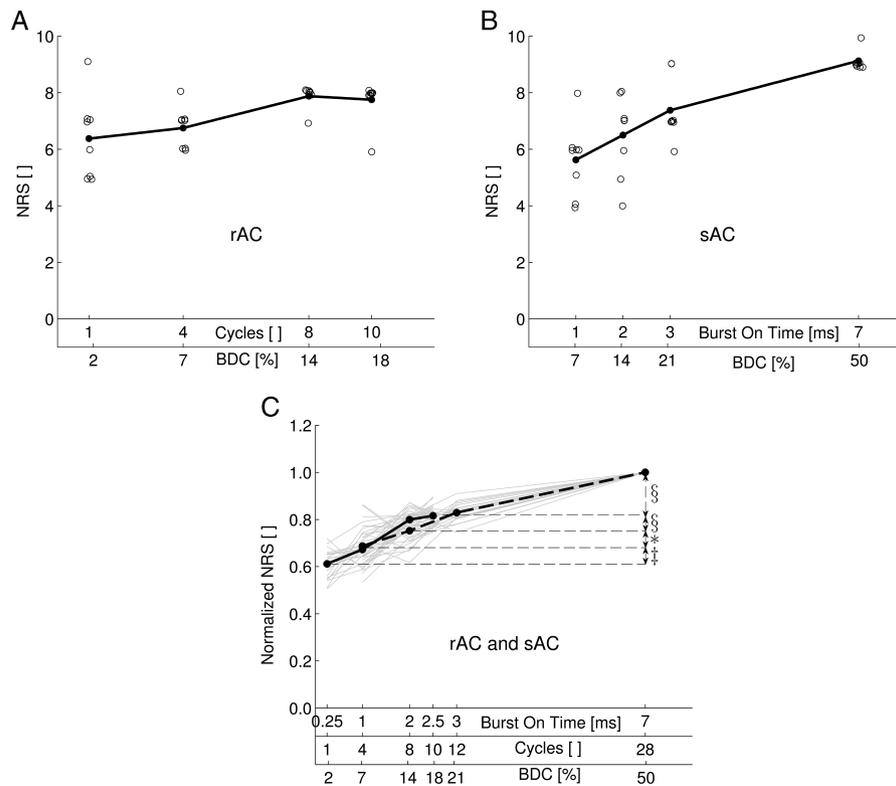 A
10
8
6
4
2
0
NRS [ ]
rAC
1 4 Cycles [ ] 8 10
2 7 BDC [%] 14 18
B
10
8
6
4
2
0
NRS [ ]
sAC
1 2 3 Burst On Time [ms] 7
7 14 21 BDC [%] 50
C
1.2
1.0
0.8
0.6
0.4
0.2
0.0
Normalized NRS [ ]
§
§
*
‡
rAC and sAC
0.25 1 2 2.5 3 Burst On Time [ms] 7
1 4 8 10 12 Cycles [ ] 28
2 7 14 18 21 BDC [%] 50